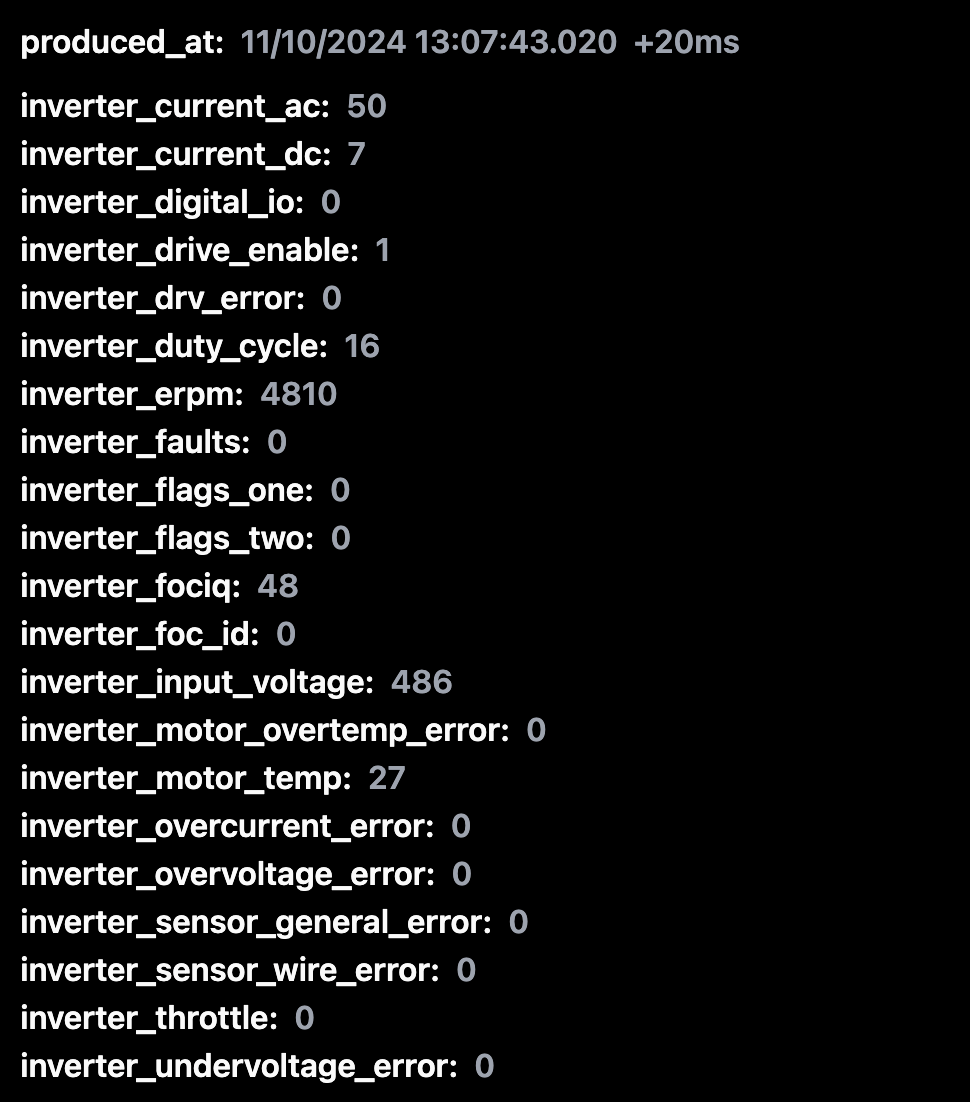 produced_at: 11/10/2024 13:07:43.020 +20ms
inverter_current_ac: 50
inverter_current_dc: 7
inverter_digital_io: 0
inverter_drive_enable: 1
inverter_drv_error: 0
inverter_duty_cycle: 16
inverter_erpm: 4810
inverter_faults: 0
inverter_flags_one: 0
inverter_flags_two: 0
inverter_fociq: 48
inverter_foc_id: 0
inverter_input_voltage: 486
inverter_motor_overtemp_error: 0
inverter_motor_temp: 27
inverter_overcurrent_error: 0
inverter_overvoltage_error: 0
inverter_sensor_general_error: 0
inverter_sensor_wire_error: 0
inverter_throttle: 0
inverter_undervoltage_error: 0